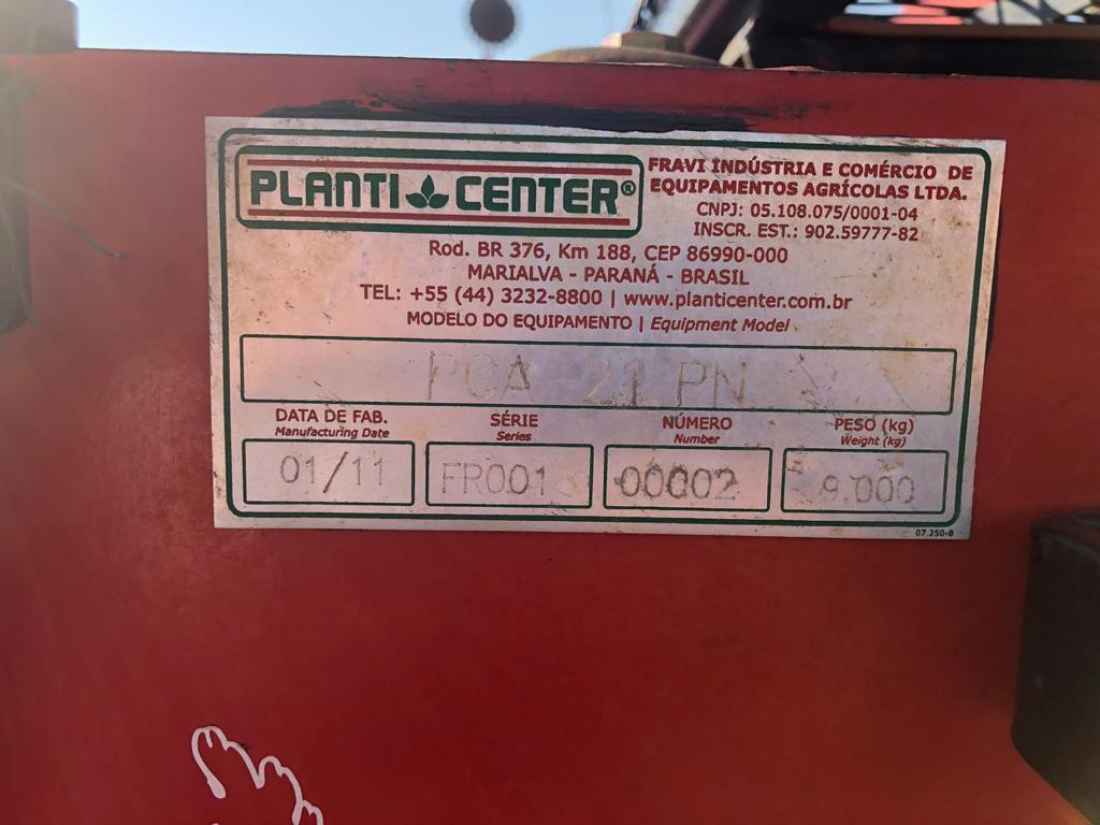 PLANTI CENTER®
FRAVI INDÚSTRIA E COMÉRCIO DE
EQUIPAMENTOS AGRÍCOLAS LTDA.
CNPJ: 05.108.075/0001-04
INSCR. EST.: 902.59777-82
Rod. BR 376, Km 188, CEP 86990-000
MARIALVA - PARANÁ - BRASIL
TEL: +55 (44) 3232-8800 | www.planticenter.com.br
MODELO DO EQUIPAMENTO | Equipment Model
PCA 21 PN
DATA DE FAB. SÉRIE NÚMERO PESO (kg)
Manufacturing Date Series Number Weight (kg)
01/11 FR001 00002 9.000
07.250-0